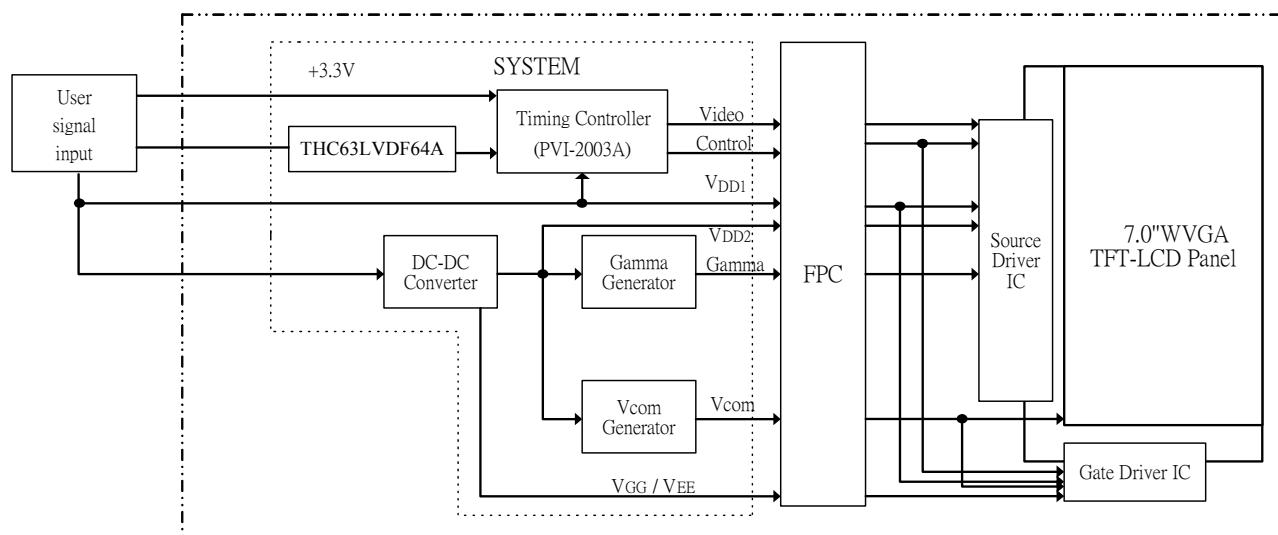 +3.3V
SYSTEM
User
signal
input
THC63LVDF64A
Timing Controller
(PVI-2003A)
Video
Control
VDD1
VDD2
DC-DC
Converter
Gamma
Generator
Gamma
FPC
Source
Driver
IC
7.0"WVGA
TFT-LCD Panel
Vcom
Generator
Vcom
Gate Driver IC
VGG / VEE